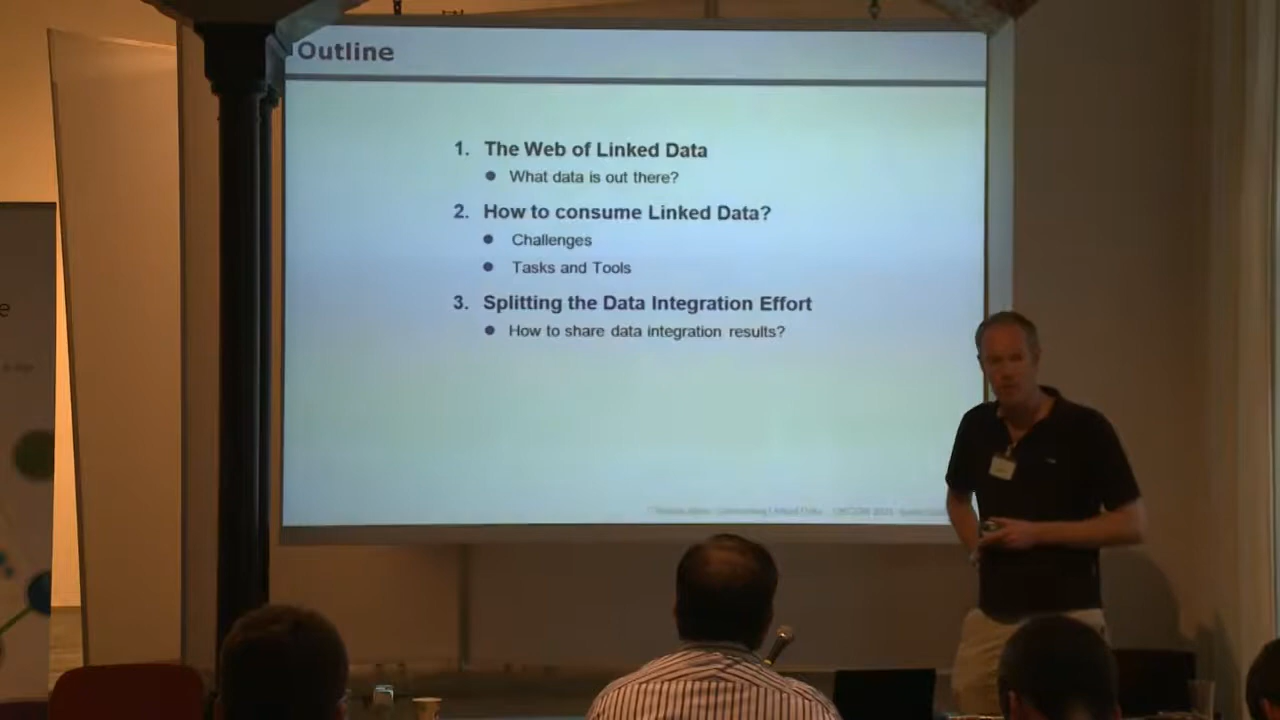 Outline
1. The Web of Linked Data
● What data is out there?
2. How to consume Linked Data?
● Challenges
● Tasks and Tools
3. Splitting the Data Integration Effort
● How to share data integration results?
e